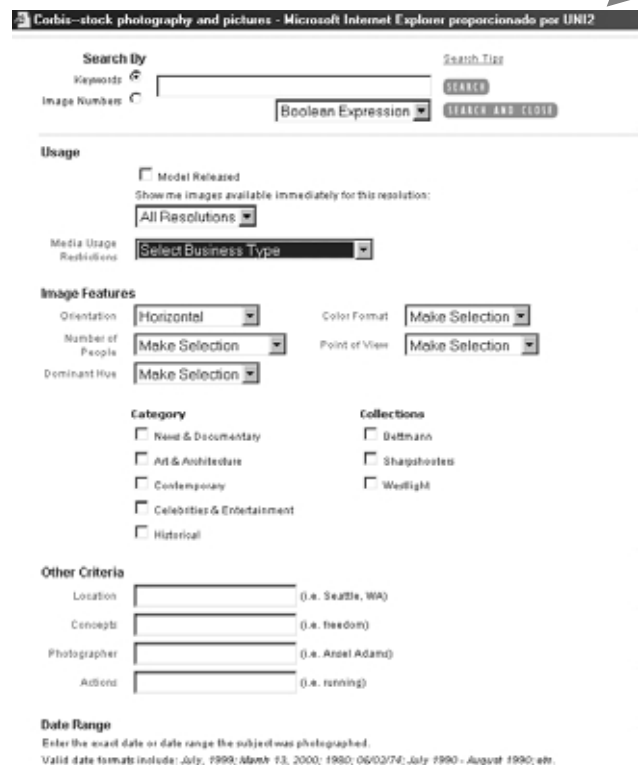 Corbis--stock photography and pictures - Microsoft Internet Explorer proporcionado por UNI2
Search By
Search Tips
Keywords
SEARCH
Image Numbers
Boolean Expression
SEARCH AND CLOSE
Usage
Model Released
Show me images available immediately for this resolution:
All Resolutions
Media Usage
Restrictions
Select Business Type
Image Features
Orientation Horizontal Color Format Make Selection
Number of
People
Make Selection Point of View Make Selection
Dominant Hue Make Selection
Category Collections
News & Documentary Bettmann
Art & Architecture Sharpshooters
Contemporary Westlight
Celebrities & Entertainment
Historical
Other Criteria
Location (i.e. Seattle, WA)
Concepts (i.e. freedom)
Photographer (i.e. Ansel Adams)
Actions (i.e. running)
Date Range
Enter the exact date or date range the subject was photographed.
Valid date formats include: July, 1999; March 13, 2000; 1980; 06/02/74; July 1990 - August 1990; etc.